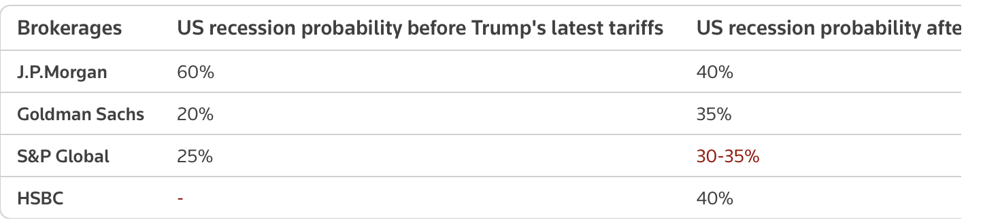 Brokerages US recession probability before Trump's latest tariffs US recession probability afte
J.P.Morgan 60% 40%
Goldman Sachs 20% 35%
S&P Global 25% 30-35%
HSBC - 40%